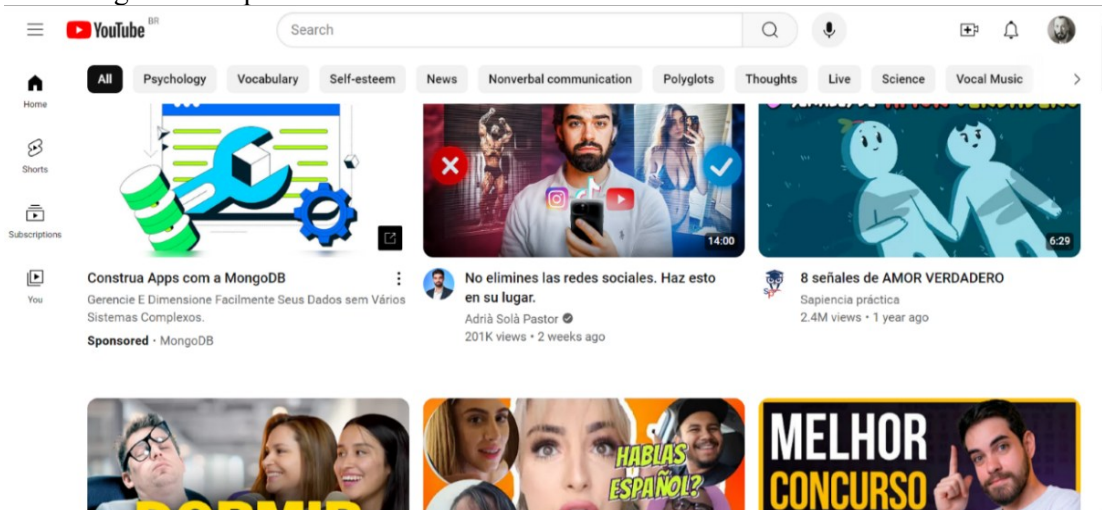 YouTube BR
Search
All Psychology Vocabulary Self-esteem News Nonverbal communication Polyglots Thoughts Live Science Vocal Music
Home
Shorts
Subscriptions
You
14:00
6:29
Construa Apps com a MongoDB
Gerencie E Dimensione Facilmente Seus Dados sem Vários
Sistemas Complexos.
Sponsored · MongoDB
No elimines las redes sociales. Haz esto
en su lugar.
Adrià Solà Pastor
201K views • 2 weeks ago
8 señales de AMOR VERDADERO
Sapiencia práctica
2.4M views • 1 year ago
DORMIR
HABLAS
ESPAÑOL?
MELHOR
CONCURSO